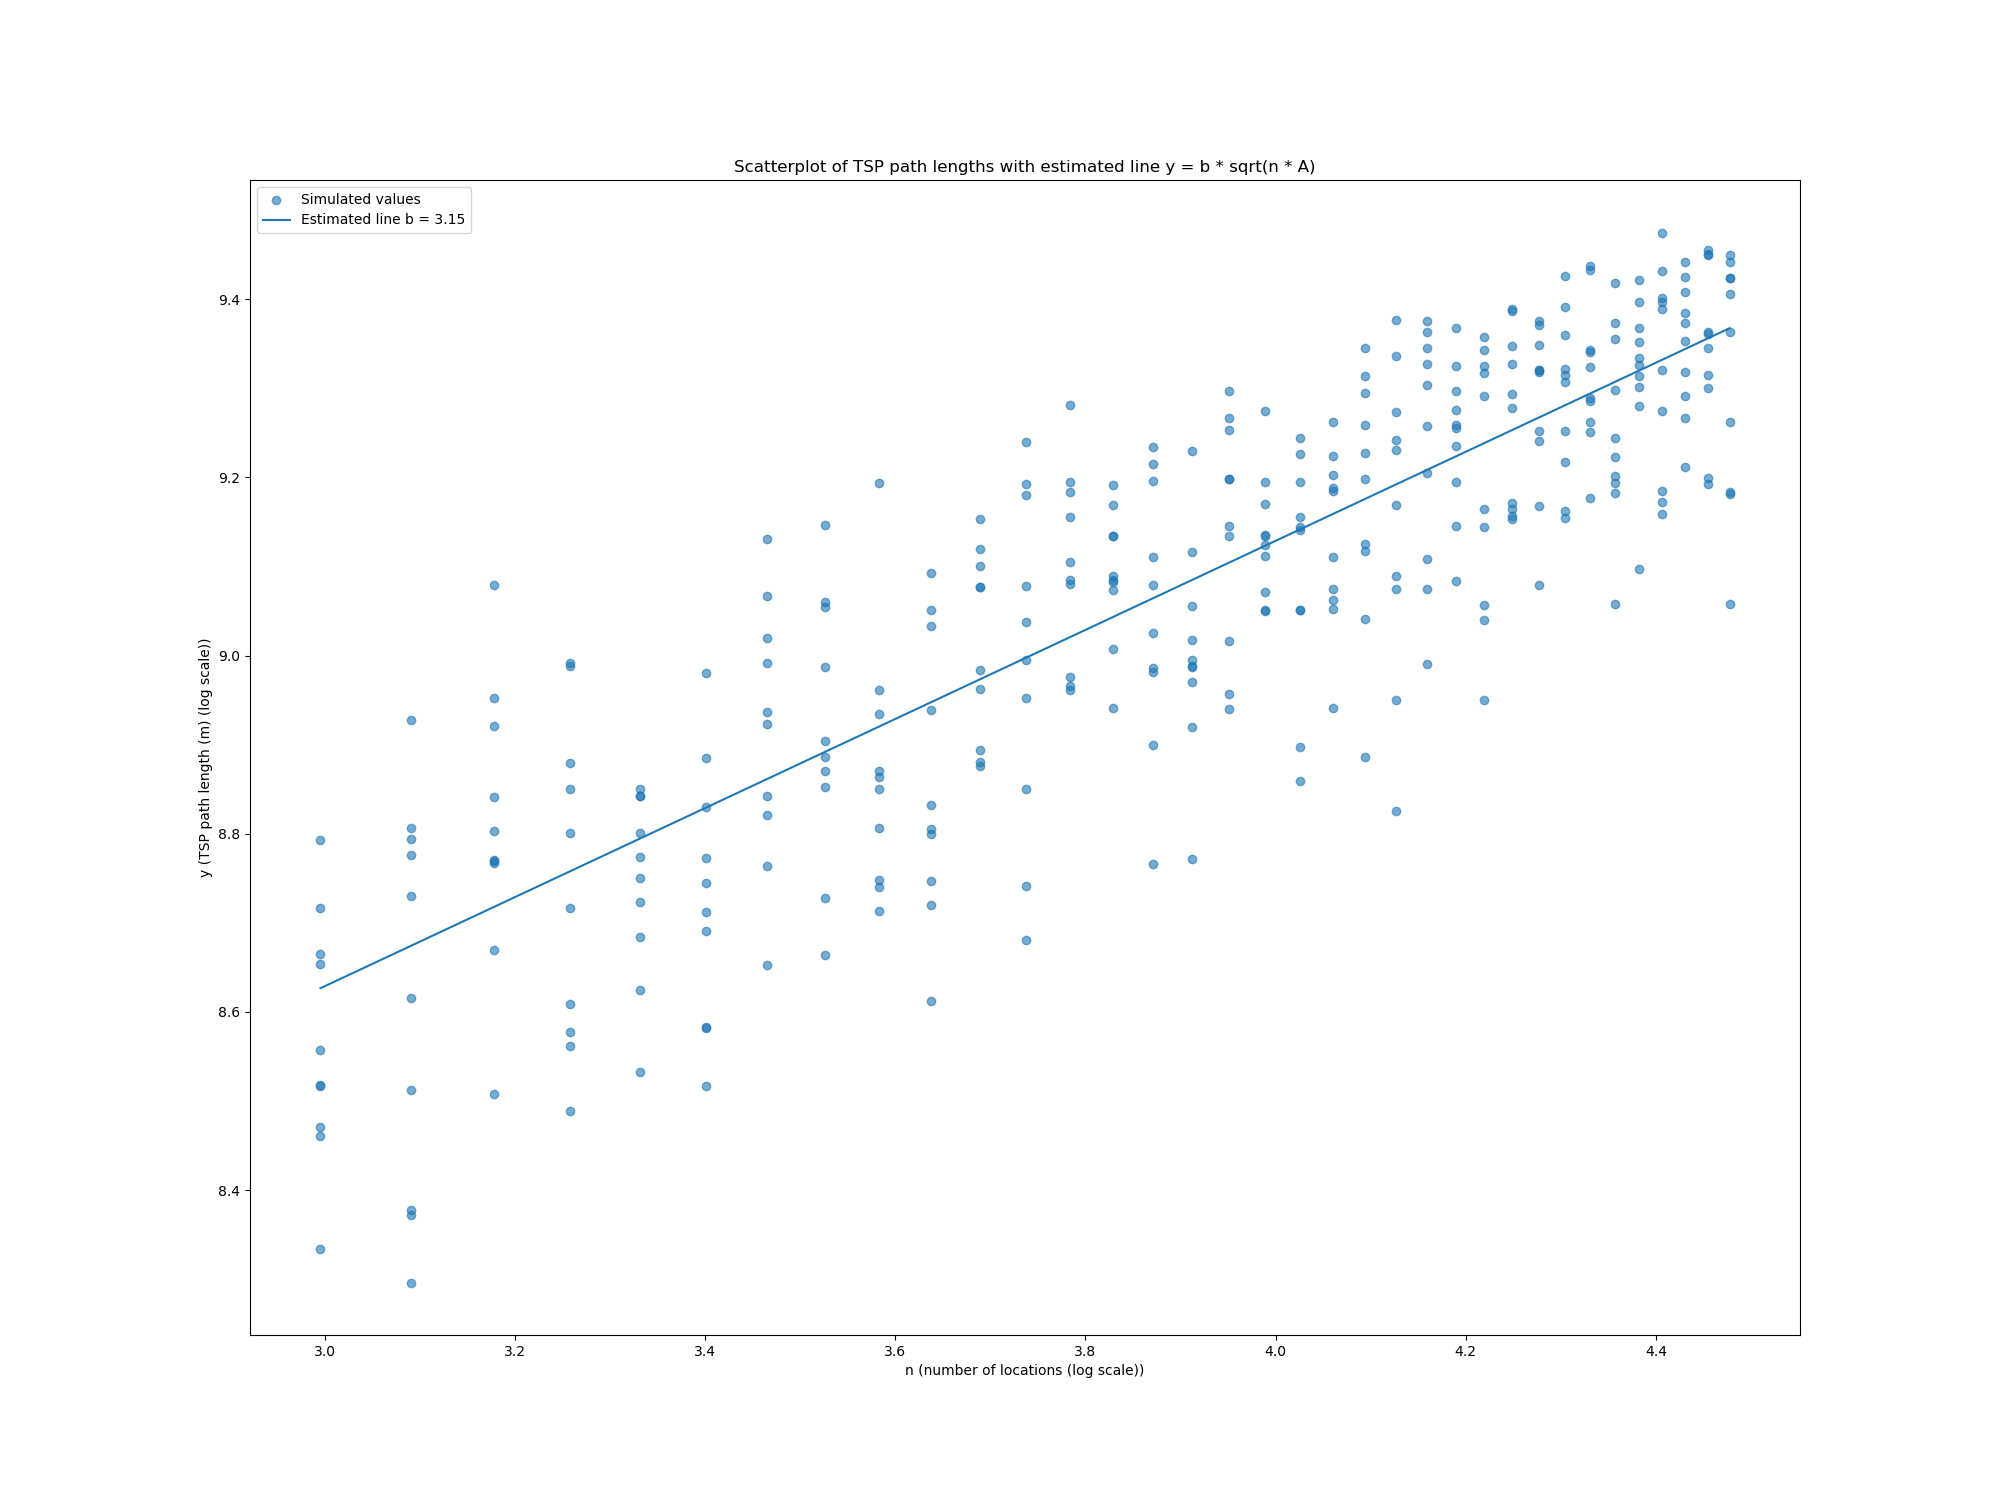 Scatterplot of TSP path lengths with estimated line y = b * sqrt(n * A)
Simulated values
Estimated line b = 3.15
9.4
9.2
9.0
8.8
8.6
8.4
y (TSP path length (m) (log scale))
3.0 3.2 3.4 3.6 3.8 4.0 4.2 4.4
n (number of locations (log scale))